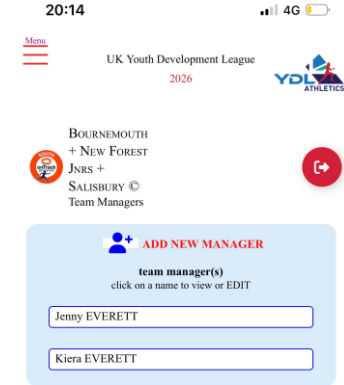 20:14
4G
Menu
UK Youth Development League
2026
YDL
ATHLETICS
BOURNEMOUTH
+ NEW FOREST
JNRS +
SALISBURY ©
Team Managers
ADD NEW MANAGER
team manager(s)
click on a name to view or EDIT
Jenny EVERETT
Kiera EVERETT